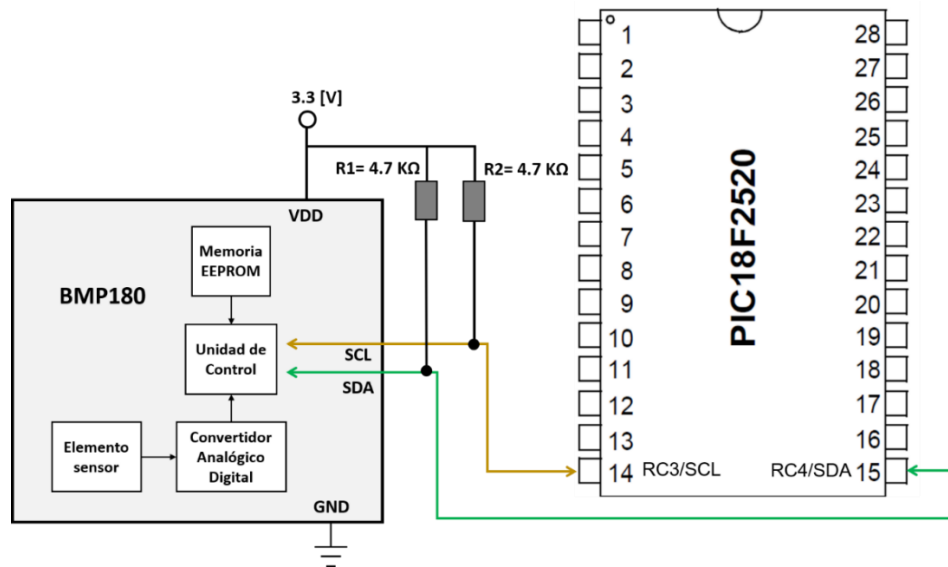 3.3 [V]
R1= 4.7 KΩ
R2= 4.7 KΩ
VDD
Memoria
EEPROM
BMP180
Unidad de
Control
SCL
SDA
Elemento
sensor
Convertidor
Analógico
Digital
GND
1
2
3
4
5
6
7
8
9
10
11
12
13
14
RC3/SCL
PIC18F2520
28
27
26
25
24
23
22
21
20
19
18
17
16
RC4/SDA
15